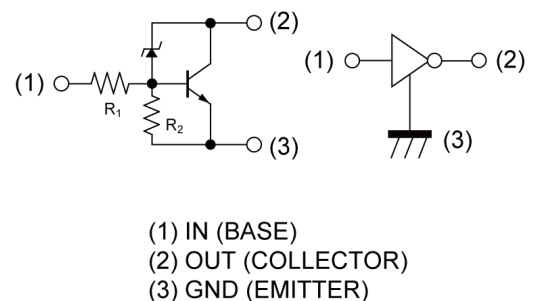 (2)
(1)
R1
R2
(3)
(1)
(2)
(3)
(1) IN (BASE)
(2) OUT (COLLECTOR)
(3) GND (EMITTER)